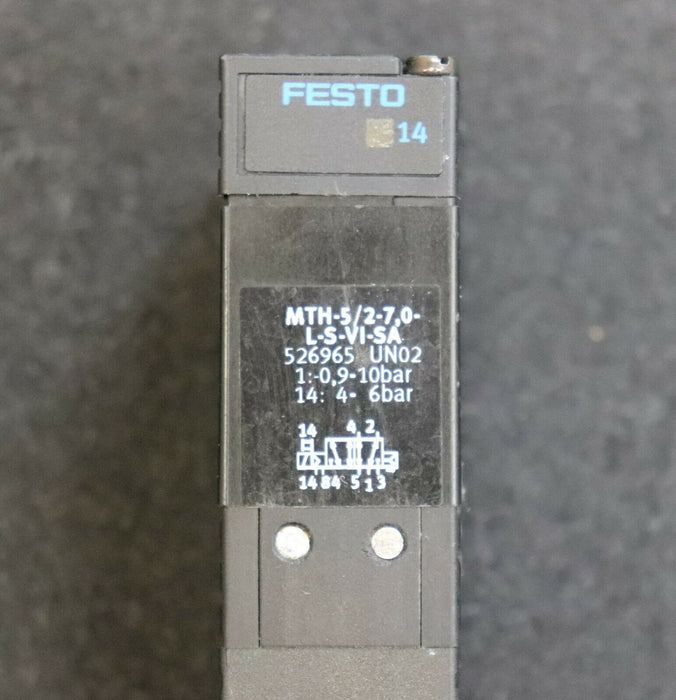 FESTO
14
MTH-5/2-7,0-
L-S-VI-SA
526965 UN02
1:-0,9-10bar
14: 4- 6bar
14 4 2
14 84 5 1 3